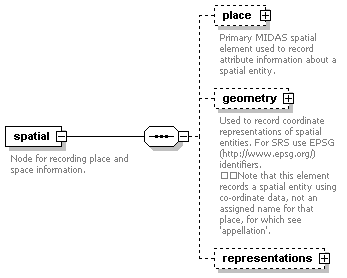 place
Primary MIDAS spatial
element used to record
attribute information about a
spatial entity.
geometry
Used to record coordinate
representations of spatial
entities. For SRS use EPSG
(http://www.epsg.org/)
identifiers.
□□Note that this element
records a spatial entity using
co-ordinate data, not an
assigned name for that
place, for which see
'appellation'.
spatial
Node for recording place and
space information.
representations